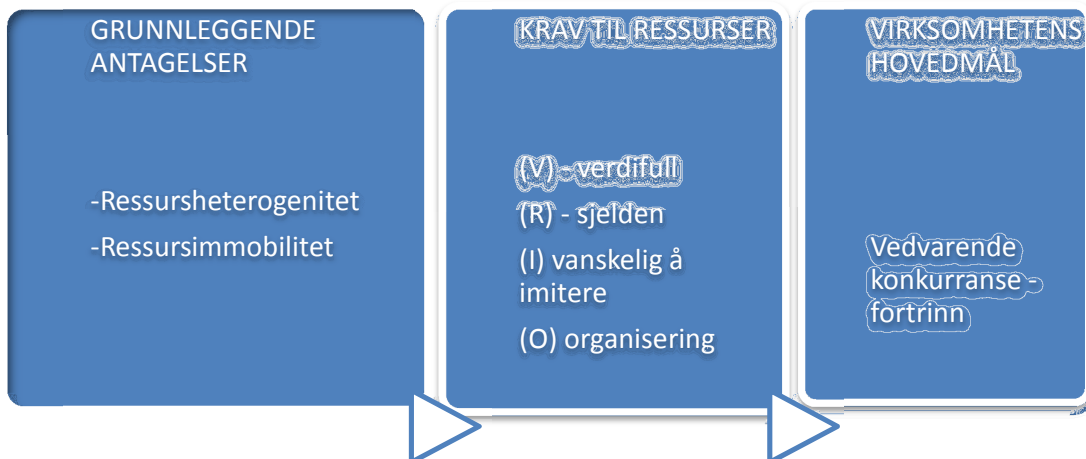 GRUNNLEGGENDE
ANTAGELSER
-Ressursheterogenitet
-Ressursimmobilitet
KRAV TIL RESSURSER
(V) - verdifull
(R) - sjelden
(I) vanskelig å
imitere
(O) organisering
VIRKSOMHETENS
HOVEDMÅL
Vedvarende
konkurranse -
fortrinn